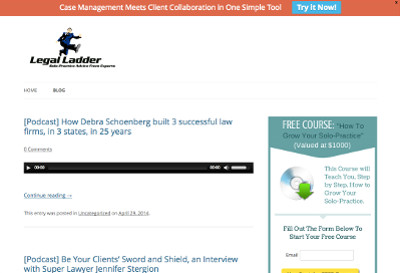 Case Management Meets Client Collaboration in One Simple Tool Try it Now!
Legal Ladder
Solo-Practice Advice From Experts
HOME BLOG
[Podcast] How Debra Schoenberg built 3 successful law
firms, in 3 states, in 25 years
0 Comments
00:00 00:00
Continue reading →
This entry was posted in Uncategorized on April 29, 2014.
[Podcast] Be Your Clients' Sword and Shield, an Interview
with Super Lawyer Jennifer Stergion
FREE COURSE: "How To
Grow Your Solo-Practice"
(Valued at $1000)
This Course will
Teach You, Step
by Step, How to
Grow Your
Solo-Practice.
Fill Out The Form Below To
Start Your Free Course
Email